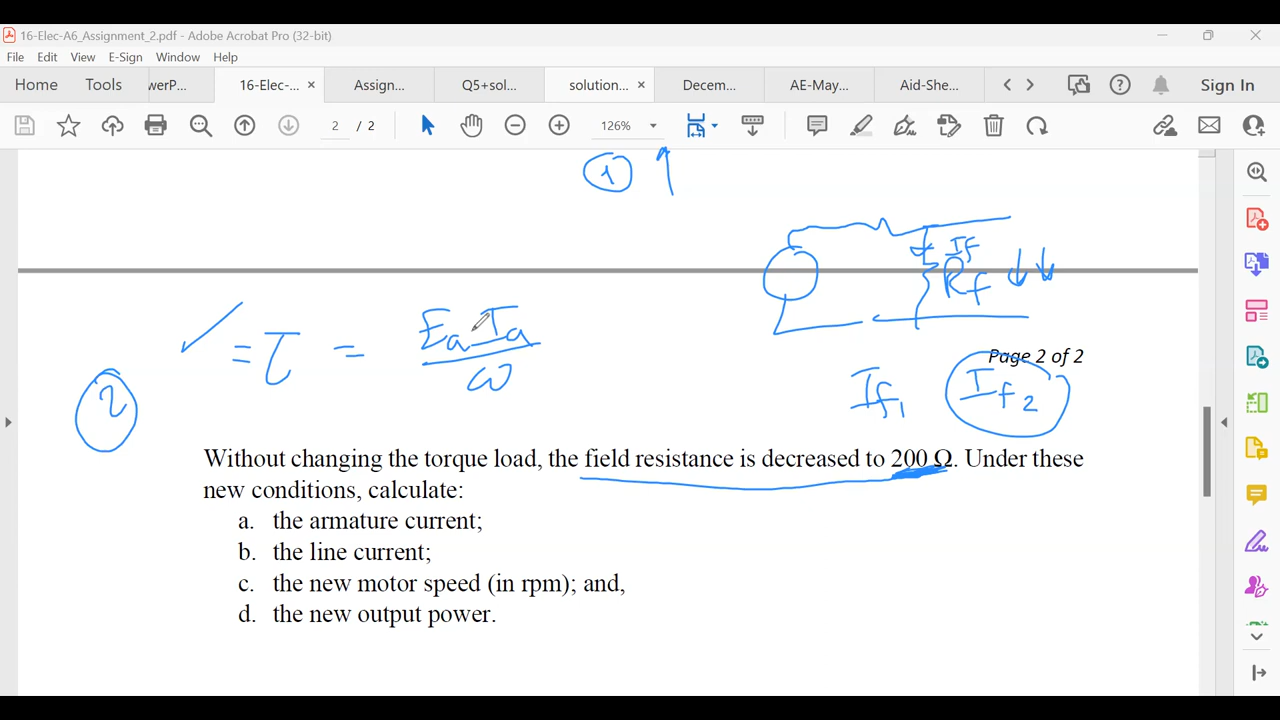 16-Elec-A6_Assignment_2.pdf - Adobe Acrobat Pro (32-bit)
File Edit View E-Sign Window Help
Home Tools werP... 16-Elec-... × Assign... Q5+sol... solution... × Decem... AE-May... Aid-She... Sign In
2 / 2 126%
1 ↑
If
Rf ↓ ↓
= τ = Ea Ia / ω
Page 2 of 2
2
If1 If2
Without changing the torque load, the field resistance is decreased to 200 Ω. Under these
new conditions, calculate:
a. the armature current;
b. the line current;
c. the new motor speed (in rpm); and,
d. the new output power.